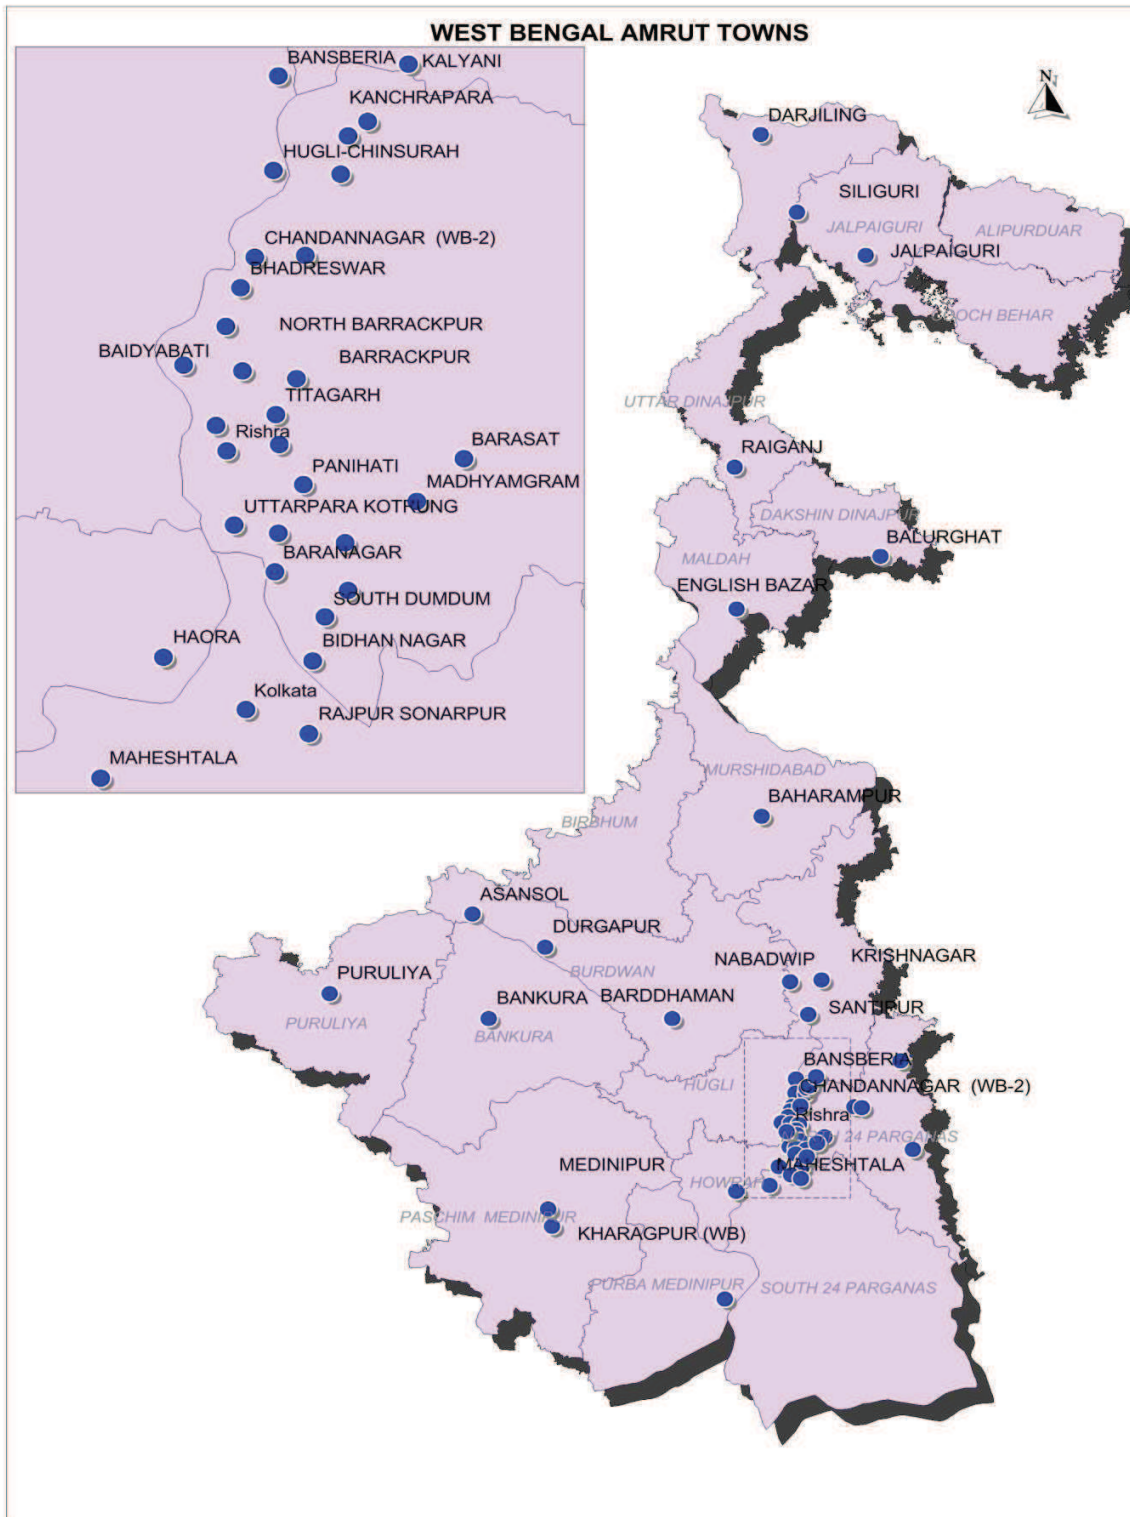 WEST BENGAL AMRUT TOWNS
N
BANSBERIA
KALYANI
KANCHRAPARA
HUGLI-CHINSURAH
CHANDANNAGAR (WB-2)
BHADRESWAR
NORTH BARRACKPUR
BAIDYABATI
BARRACKPUR
TITAGARH
Rishra
BARASAT
PANIHATI
MADHYAMGRAM
UTTARPARA KOTRUNG
BARANAGAR
SOUTH DUMDUM
HAORA
BIDHAN NAGAR
Kolkata
RAJPUR SONARPUR
MAHESHTALA
DARJILING
SILIGURI
JALPAIGURI
ALIPURDUAR
JALPAIGURI
COOCH BEHAR
UTTAR DINAJPUR
RAIGANJ
DAKSHIN DINAJPUR
BALURGHAT
MALDAH
ENGLISH BAZAR
MURSHIDABAD
BAHARAMPUR
BIRBHUM
ASANSOL
DURGAPUR
NABADWIP
KRISHNAGAR
BURDWAN
PURULIYA
BANKURA
BARDDHAMAN
SANTIPUR
PURULIYA
BANKURA
BANSBERIA
HUGLI
CHANDANNAGAR (WB-2)
Rishra
NORTH 24 PARGANAS
MEDINIPUR
MAHESHTALA
HOWRAH
PASCHIM MEDINIPUR
KHARAGPUR (WB)
PURBA MEDINIPUR
SOUTH 24 PARGANAS